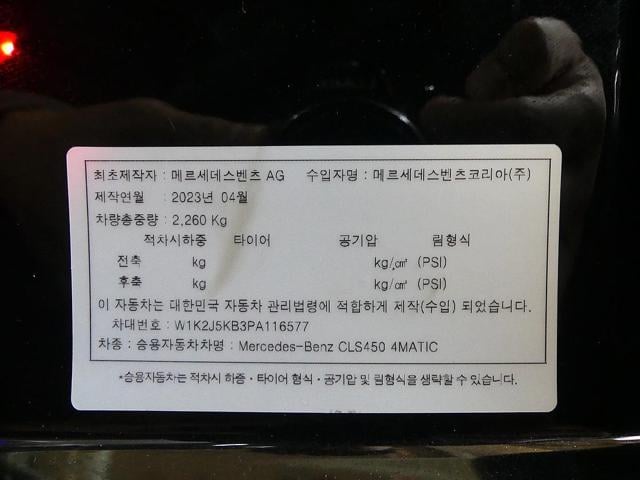 최초제작자 : 메르세데스벤츠 AG 수입자명 : 메르세데스벤츠코리아(주)
제작연월 : 2023년 04월
차량총중량 : 2,260 Kg
적차시하중 타이어 공기압 림형식
전축 kg kg/㎠ (PSI)
후축 kg kg/㎠ (PSI)
이 자동차는 대한민국 자동차 관리법령에 적합하게 제작(수입) 되었습니다.
차대번호 : W1K2J5KB3PA116577
차종 : 승용자동차차명 : Mercedes-Benz CLS450 4MATIC
*승용자동차는 적차시 하중·타이어 형식·공기압 및 림형식을 생략할 수 있습니다.